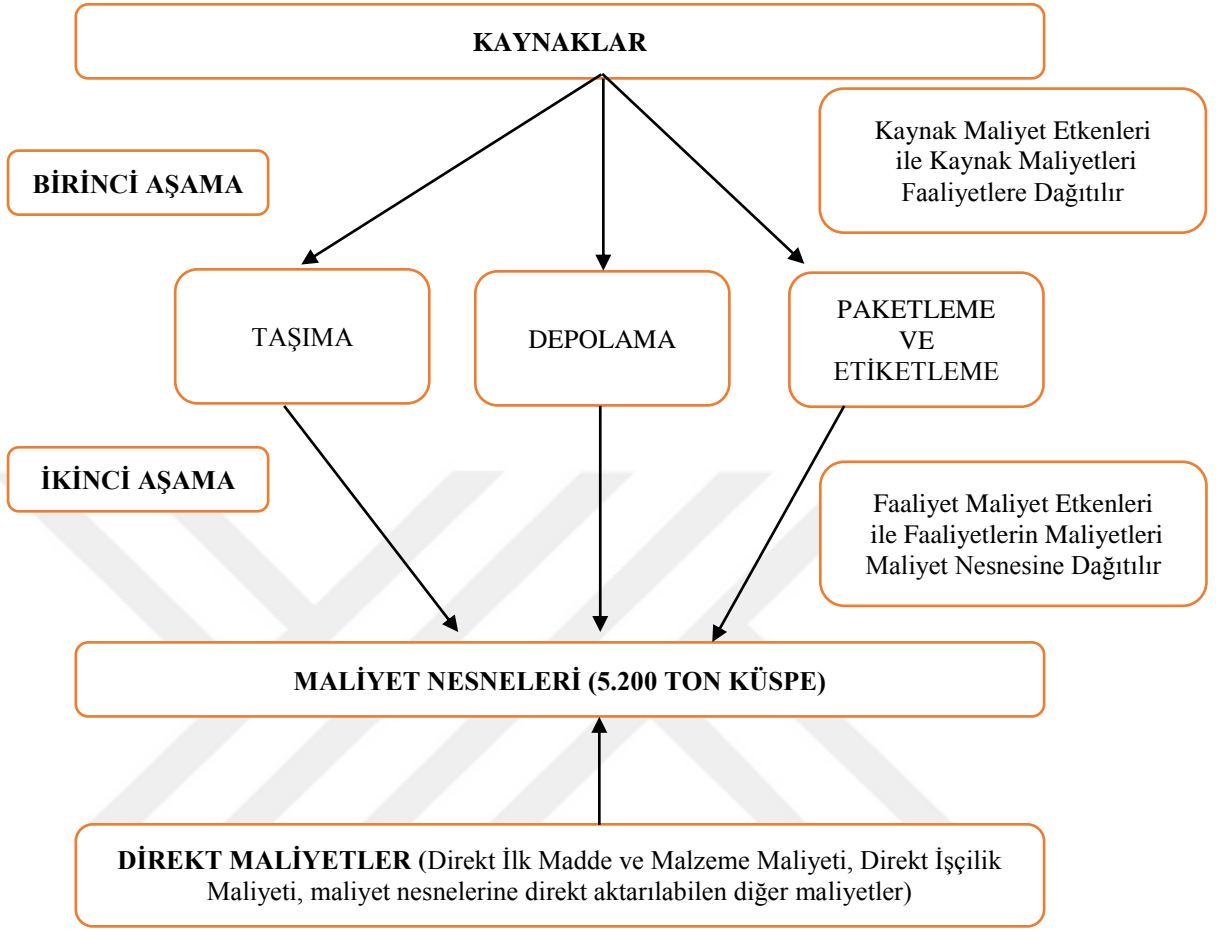 KAYNAKLAR
Kaynak Maliyet Etkenleri
ile Kaynak Maliyetleri
Faaliyetlere Dağıtılır
BİRİNCİ AŞAMA
TAŞIMA
DEPOLAMA
PAKETLEME
VE
ETİKETLEME
İKİNCİ AŞAMA
Faaliyet Maliyet Etkenleri
ile Faaliyetlerin Maliyetleri
Maliyet Nesnesine Dağıtılır
MALİYET NESNELERİ (5.200 TON KÜSPE)
DİREKT MALİYETLER (Direkt İlk Madde ve Malzeme Maliyeti, Direkt İşçilik
Maliyeti, maliyet nesnelerine direkt aktarılabilen diğer maliyetler)